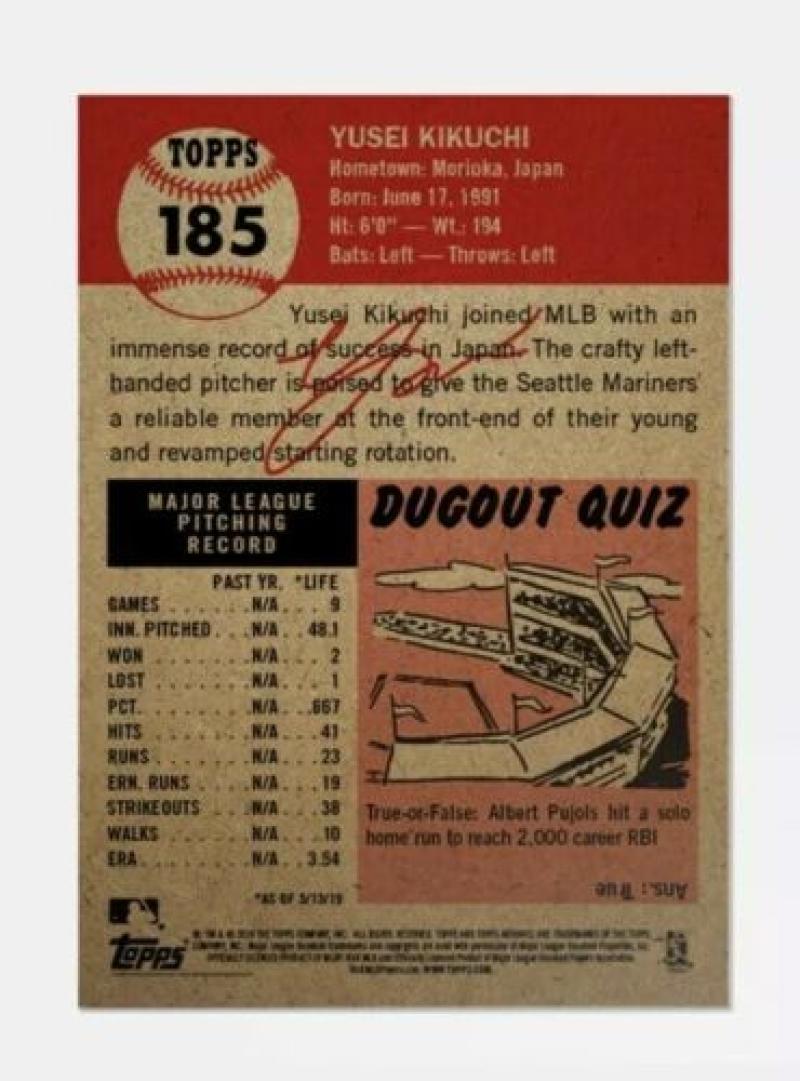 TOPPS
185
YUSEI KIKUCHI
Hometown: Morioka, Japan
Born: June 17, 1991
Ht: 6'0" — Wt.: 194
Bats: Left — Throws: Left
Yusei Kikuchi joined MLB with an
immense record of success in Japan. The crafty left-
handed pitcher is poised to give the Seattle Mariners'
a reliable member at the front-end of their young
and revamped starting rotation.
MAJOR LEAGUE
PITCHING
RECORD
PAST YR. *LIFE
GAMES . . . . . . . N/A . . . 9
INN. PITCHED . . . N/A . . 48.1
WON . . . . . . . . N/A . . . 2
LOST . . . . . . . . N/A . . . 1
PCT. . . . . . . . . N/A . . .667
HITS . . . . . . . . N/A . . . 41
RUNS . . . . . . . . N/A . . . 23
ERN. RUNS . . . . . N/A . . . 19
STRIKEOUTS . . . . N/A . . . 38
WALKS . . . . . . . N/A . . . 10
ERA . . . . . . . . N/A . . 3.54
*AS OF 5/13/19
DUGOUT QUIZ
True-or-False: Albert Pujols hit a solo
home run to reach 2,000 career RBI
Ans.: True
topps